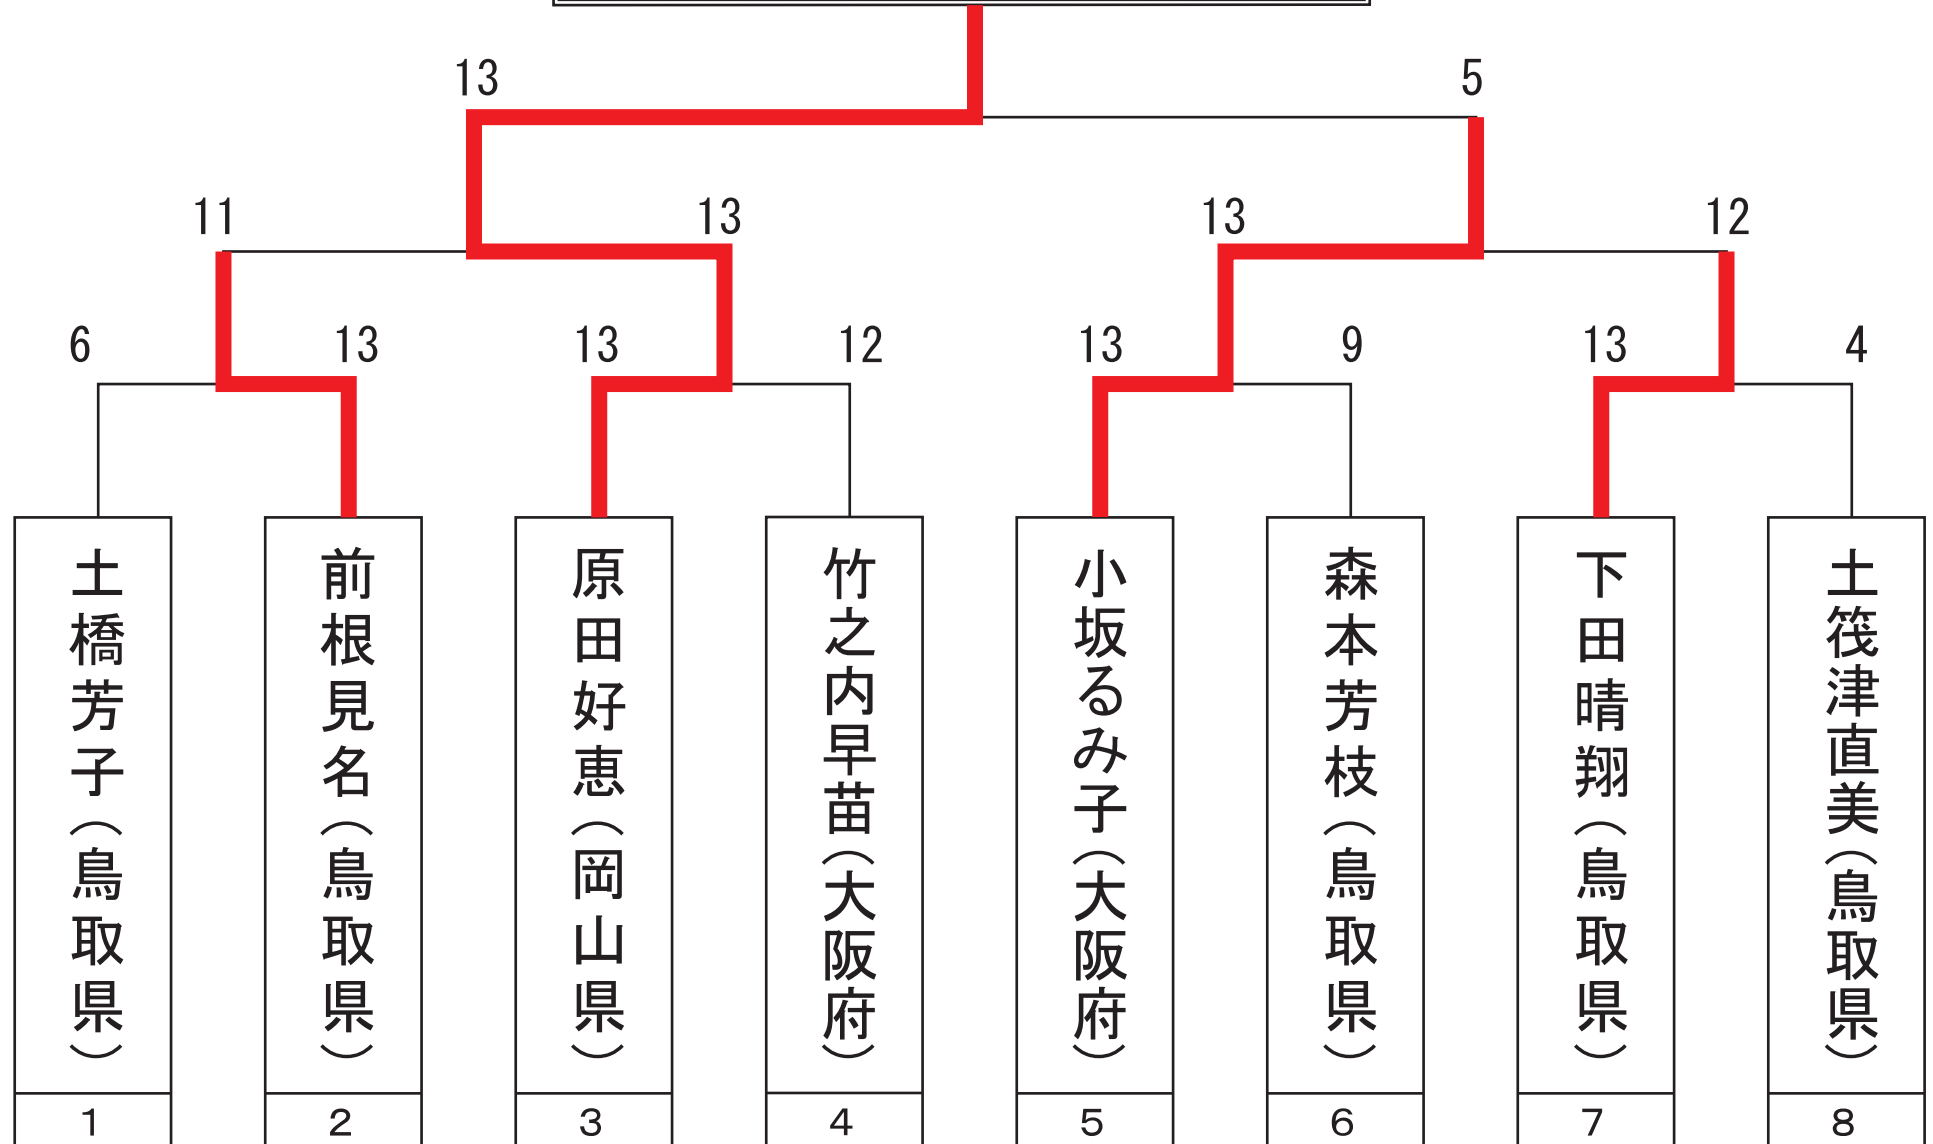 13 5
11 13 13 12
6 13 13 12 13 9 13 4
土橋芳子（鳥取県）
前根見名（鳥取県）
原田好恵（岡山県）
竹之内早苗（大阪府）
小坂るみ子（大阪府）
森本芳枝（鳥取県）
下田晴翔（鳥取県）
土筏津直美（鳥取県）
1 2 3 4 5 6 7 8